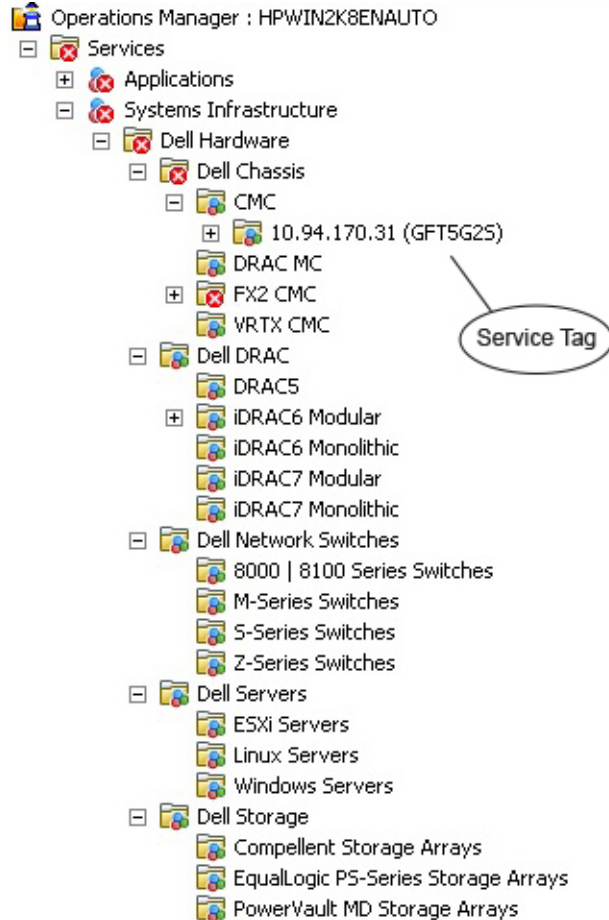 Operations Manager : HPWIN2K8ENAUTO
Services
Applications
Systems Infrastructure
Dell Hardware
Dell Chassis
CMC
10.94.170.31 (GFT5G2S)
DRAC MC
FX2 CMC
VRTX CMC
Service Tag
Dell DRAC
DRAC5
iDRAC6 Modular
iDRAC6 Monolithic
iDRAC7 Modular
iDRAC7 Monolithic
Dell Network Switches
8000 | 8100 Series Switches
M-Series Switches
S-Series Switches
Z-Series Switches
Dell Servers
ESXi Servers
Linux Servers
Windows Servers
Dell Storage
Compellent Storage Arrays
EqualLogic PS-Series Storage Arrays
PowerVault MD Storage Arrays